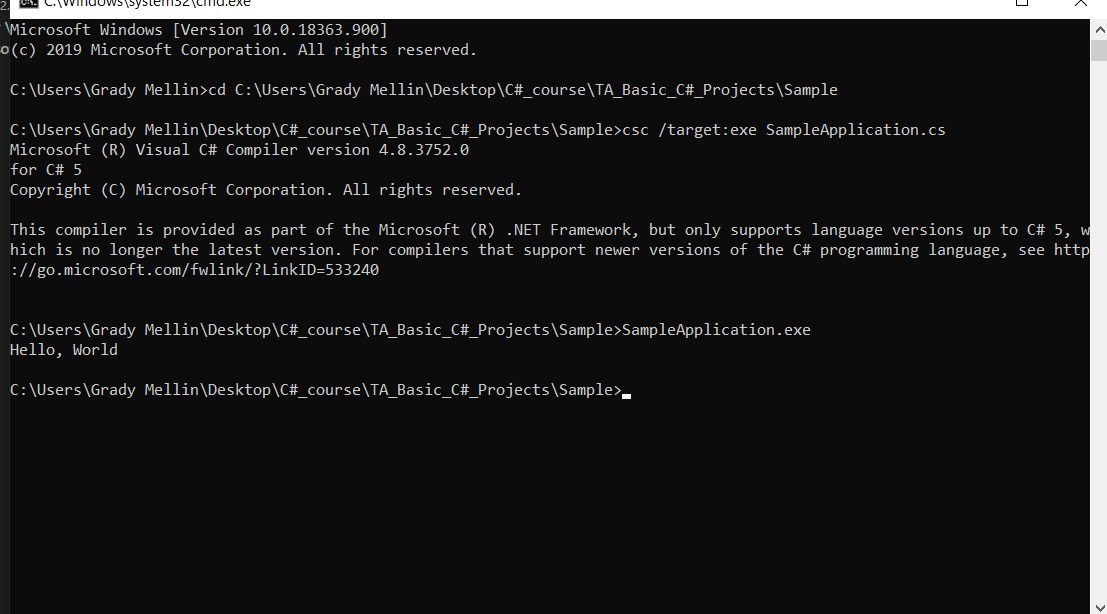 C:\Windows\system32\cmd.exe
Microsoft Windows [Version 10.0.18363.900]
(c) 2019 Microsoft Corporation. All rights reserved.
C:\Users\Grady Mellin>cd C:\Users\Grady Mellin\Desktop\C#_course\TA_Basic_C#_Projects\Sample
C:\Users\Grady Mellin\Desktop\C#_course\TA_Basic_C#_Projects\Sample>csc /target:exe SampleApplication.cs
Microsoft (R) Visual C# Compiler version 4.8.3752.0
for C# 5
Copyright (C) Microsoft Corporation. All rights reserved.
This compiler is provided as part of the Microsoft (R) .NET Framework, but only supports language versions up to C# 5, w
hich is no longer the latest version. For compilers that support newer versions of the C# programming language, see http
://go.microsoft.com/fwlink/?LinkID=533240
C:\Users\Grady Mellin\Desktop\C#_course\TA_Basic_C#_Projects\Sample>SampleApplication.exe
Hello, World
C:\Users\Grady Mellin\Desktop\C#_course\TA_Basic_C#_Projects\Sample>